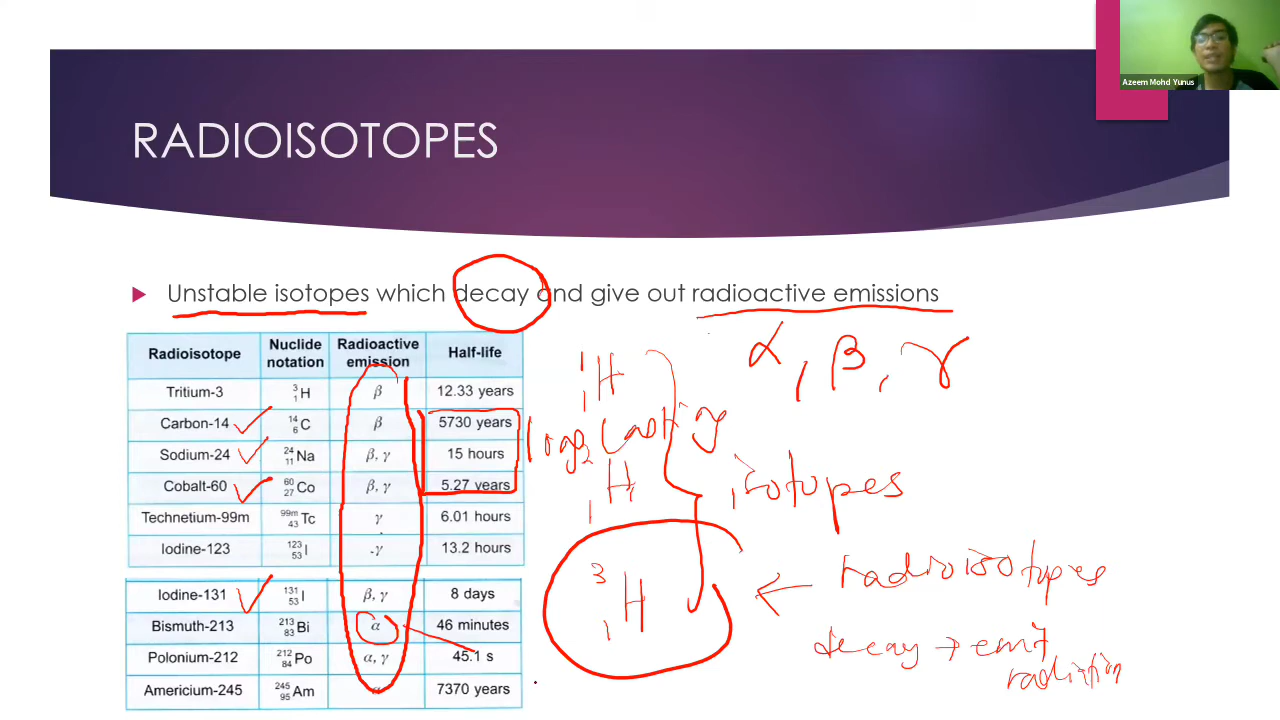 Azeem Mohd Yunus
RADIOISOTOPES
Unstable isotopes which decay and give out radioactive emissions
α, β, γ
Radioisotope Nuclide notation Radioactive emission Half-life
Tritium-3 ³₁H β 12.33 years
Carbon-14 ¹⁴₆C β 5730 years
Sodium-24 ²⁴₁₁Na β, γ 15 hours
Cobalt-60 ⁶⁰₂₇Co β, γ 5.27 years
Technetium-99m ⁹⁹ᵐ₄₃Tc γ 6.01 hours
Iodine-123 ¹²³₅₃I γ 13.2 hours
Iodine-131 ¹³¹₅₃I β, γ 8 days
Bismuth-213 ²¹³₈₃Bi α 46 minutes
Polonium-212 ²¹²₈₄Po α, γ 45.1 s
Americium-245 ²⁴⁵₉₅Am α 7370 years
¹₁H
long lasting
²₁H
isotopes
³₁H
radioisotopes
decay → emit
radiation